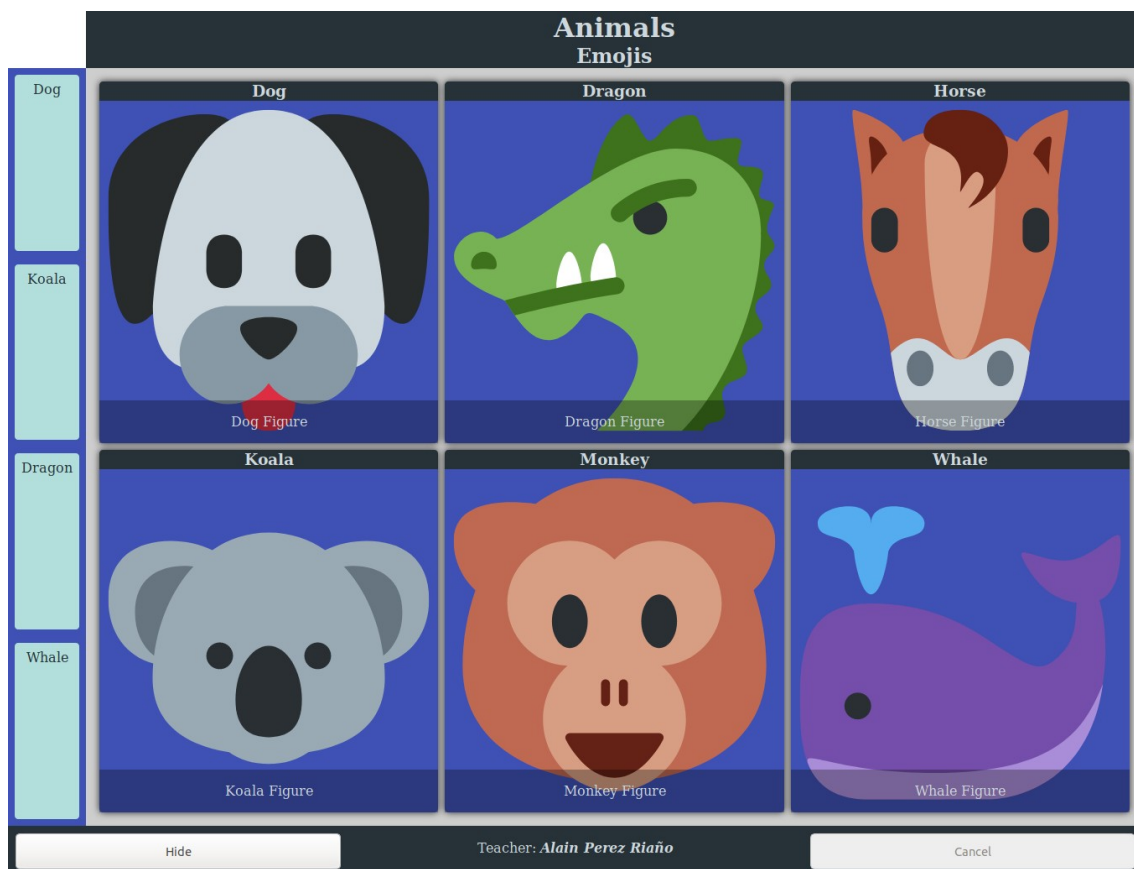 Animals
Emojis
Dog
Koala
Dragon
Whale
Dog
Dragon
Horse
Dog Figure
Dragon Figure
Horse Figure
Koala
Monkey
Whale
Koala Figure
Monkey Figure
Whale Figure
Hide
Teacher: Alain Perez Riaño
Cancel